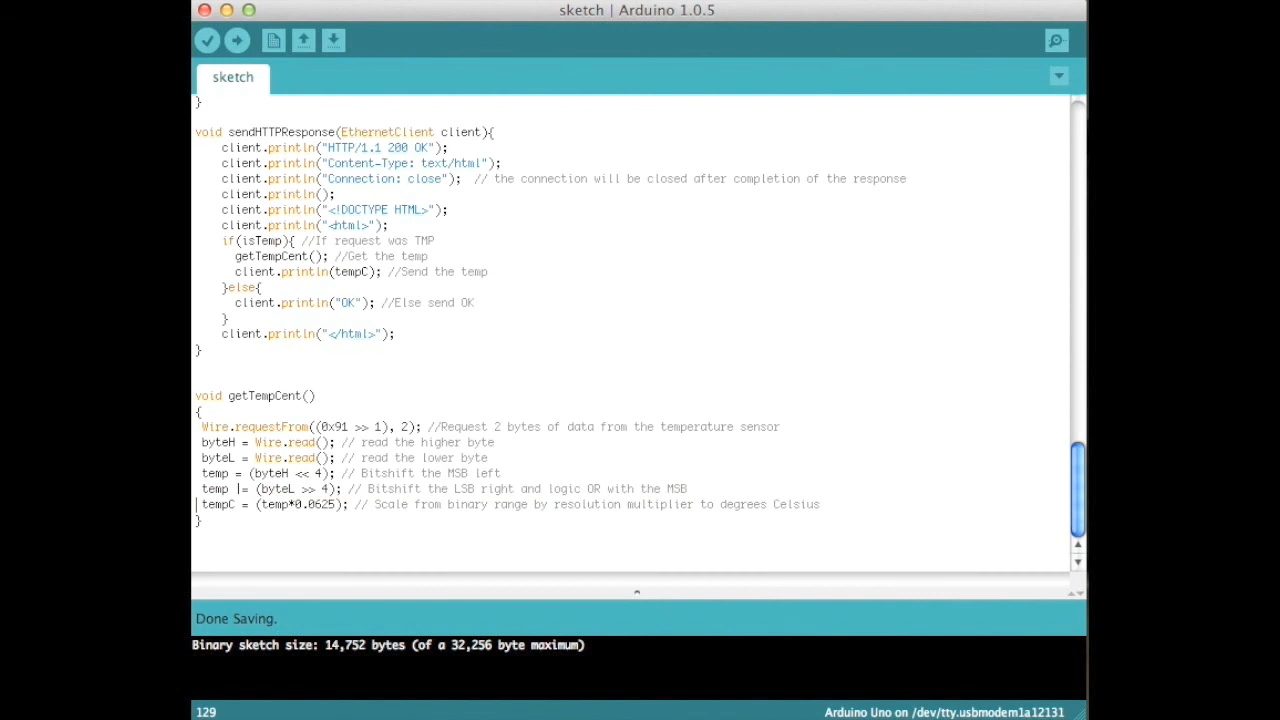 sketch | Arduino 1.0.5
sketch
}
void sendHTTPResponse(EthernetClient client){
client.println("HTTP/1.1 200 OK");
client.println("Content-Type: text/html");
client.println("Connection: close");  // the connection will be closed after completion of the response
client.println();
client.println("<!DOCTYPE HTML>");
client.println("<html>");
if(isTemp){ //If request was TMP
getTempCent(); //Get the temp
client.println(tempC); //Send the temp
}else{
client.println("OK"); //Else send OK
}
client.println("</html>");
}
void getTempCent()
{
Wire.requestFrom((0x91 >> 1), 2); //Request 2 bytes of data from the temperature sensor
byteH = Wire.read(); // read the higher byte
byteL = Wire.read(); // read the lower byte
temp = (byteH << 4); // Bitshift the MSB left
temp |= (byteL >> 4); // Bitshift the LSB right and logic OR with the MSB
tempC = (temp*0.0625); // Scale from binary range by resolution multiplier to degrees Celsius
}
Done Saving.
Binary sketch size: 14,752 bytes (of a 32,256 byte maximum)
129 Arduino Uno on /dev/tty.usbmodem1a12131